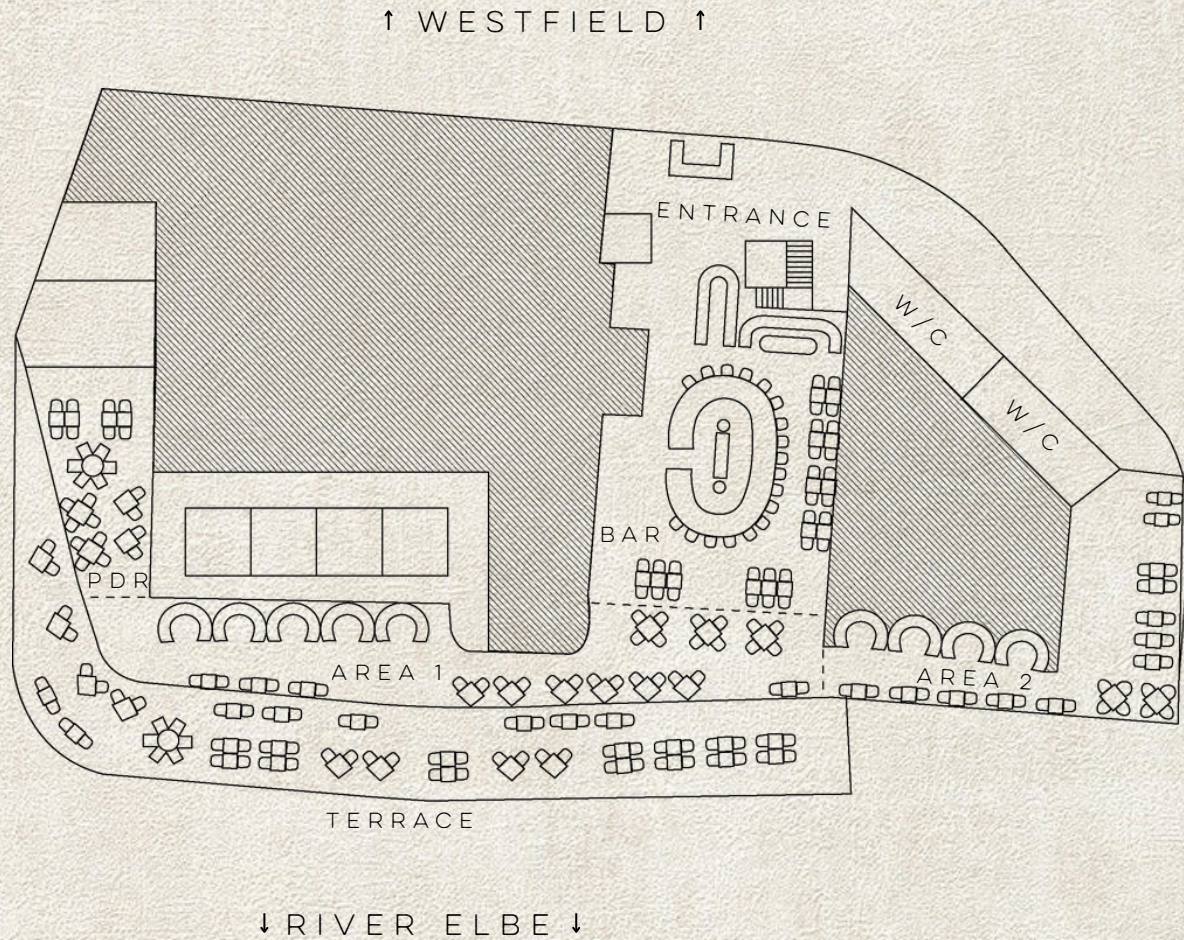 ↑ WESTFIELD ↑
ENTRANCE
W/C
W/C
BAR
PDR
AREA 1
AREA 2
TERRACE
↓ RIVER ELBE ↓